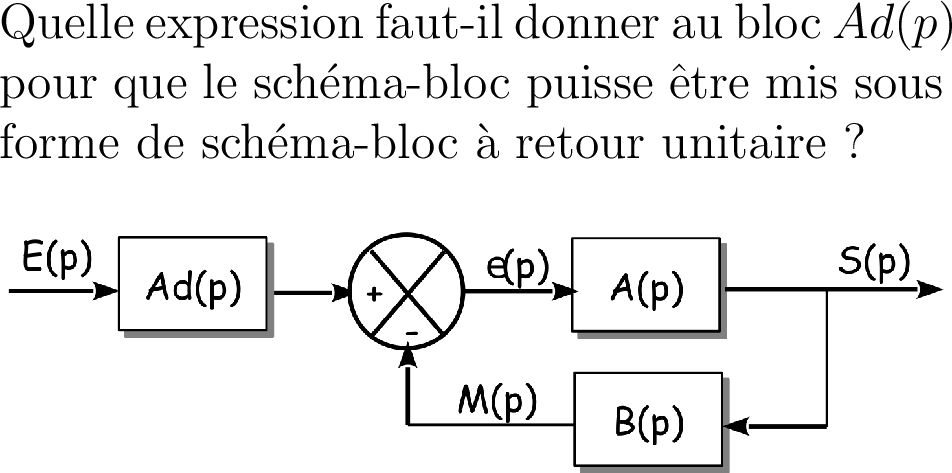 Quelle expression faut-il donner au bloc Ad(p)
pour que le schéma-bloc puisse être mis sous
forme de schéma-bloc à retour unitaire ?
E(p)
Ad(p)
+
-
e(p)
A(p)
S(p)
M(p)
B(p)